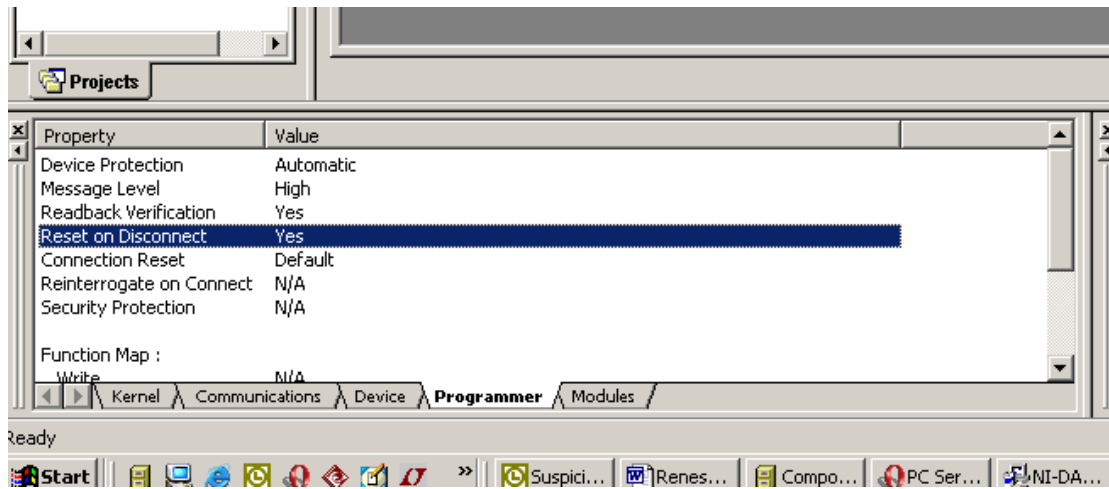 Projects
Property Value
Device Protection Automatic
Message Level High
Readback Verification Yes
Reset on Disconnect Yes
Connection Reset Default
Reinterrogate on Connect N/A
Security Protection N/A
Function Map :
Write N/A
Kernel Communications Device Programmer Modules
Ready
Start » Suspici... Renes... Compo... PC Ser... NI-DA...